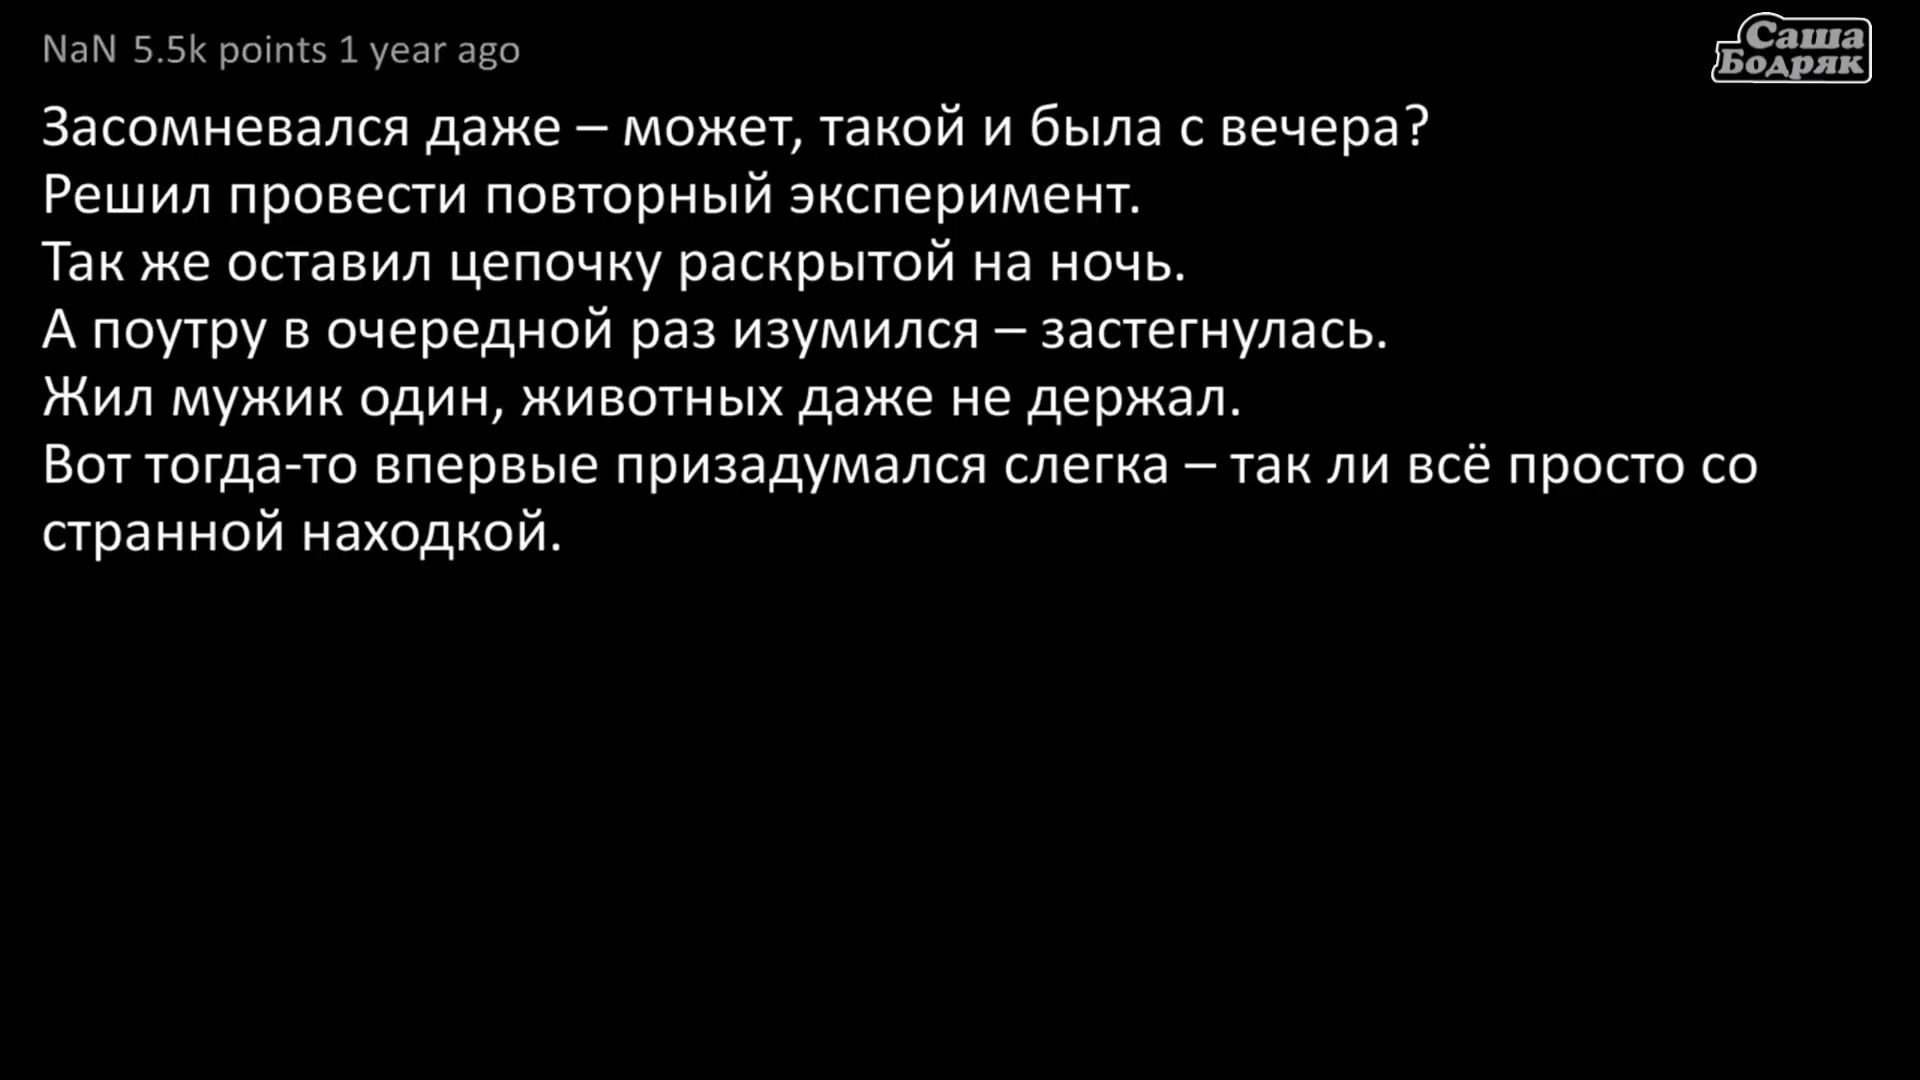 NaN 5.5k points 1 year ago
Саша
Бодряк
Засомневался даже – может, такой и была с вечера?
Решил провести повторный эксперимент.
Так же оставил цепочку раскрытой на ночь.
А поутру в очередной раз изумился – застегнулась.
Жил мужик один, животных даже не держал.
Вот тогда-то впервые призадумался слегка – так ли всё просто со
странной находкой.